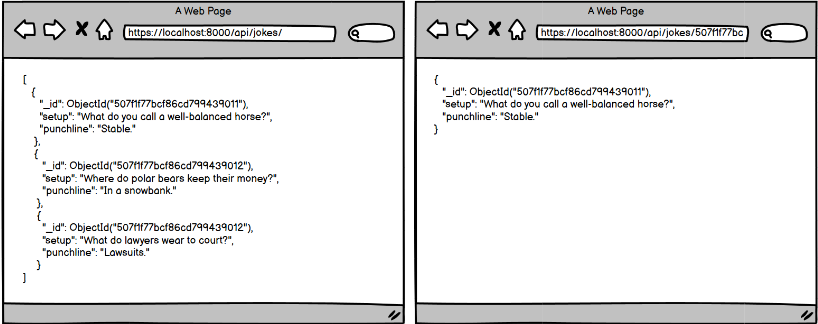 A Web Page
https://localhost:8000/api/jokes/
[
{
"_id": ObjectId("507f1f77bcf86cd799439011"),
"setup": "What do you call a well-balanced horse?",
"punchline": "Stable."
},
{
"_id": ObjectId("507f1f77bcf86cd799439012"),
"setup": "Where do polar bears keep their money?",
"punchline": "In a snowbank."
},
{
"_id": ObjectId("507f1f77bcf86cd799439012"),
"setup": "What do lawyers wear to court?",
"punchline": "Lawsuits."
}
]
A Web Page
https://localhost:8000/api/jokes/507f1f77bc
{
"_id": ObjectId("507f1f77bcf86cd799439011"),
"setup": "What do you call a well-balanced horse?",
"punchline": "Stable."
}